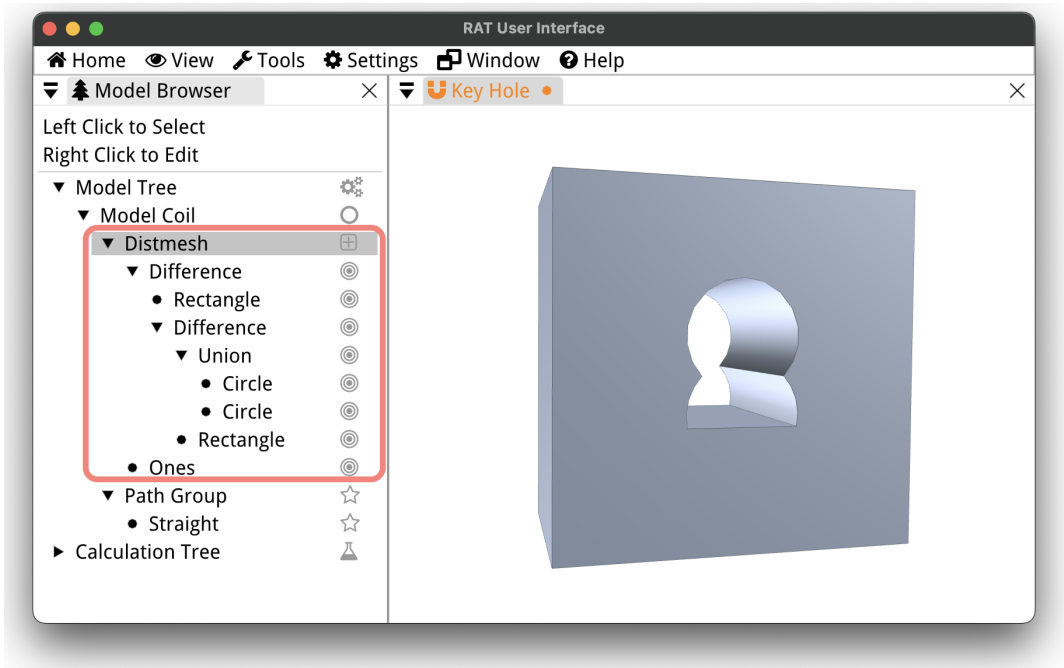 RAT User Interface
Home View Tools Settings Window Help
Model Browser
Key Hole
Left Click to Select
Right Click to Edit
Model Tree
Model Coil
Distmesh
Difference
Rectangle
Difference
Union
Circle
Circle
Rectangle
Ones
Path Group
Straight
Calculation Tree